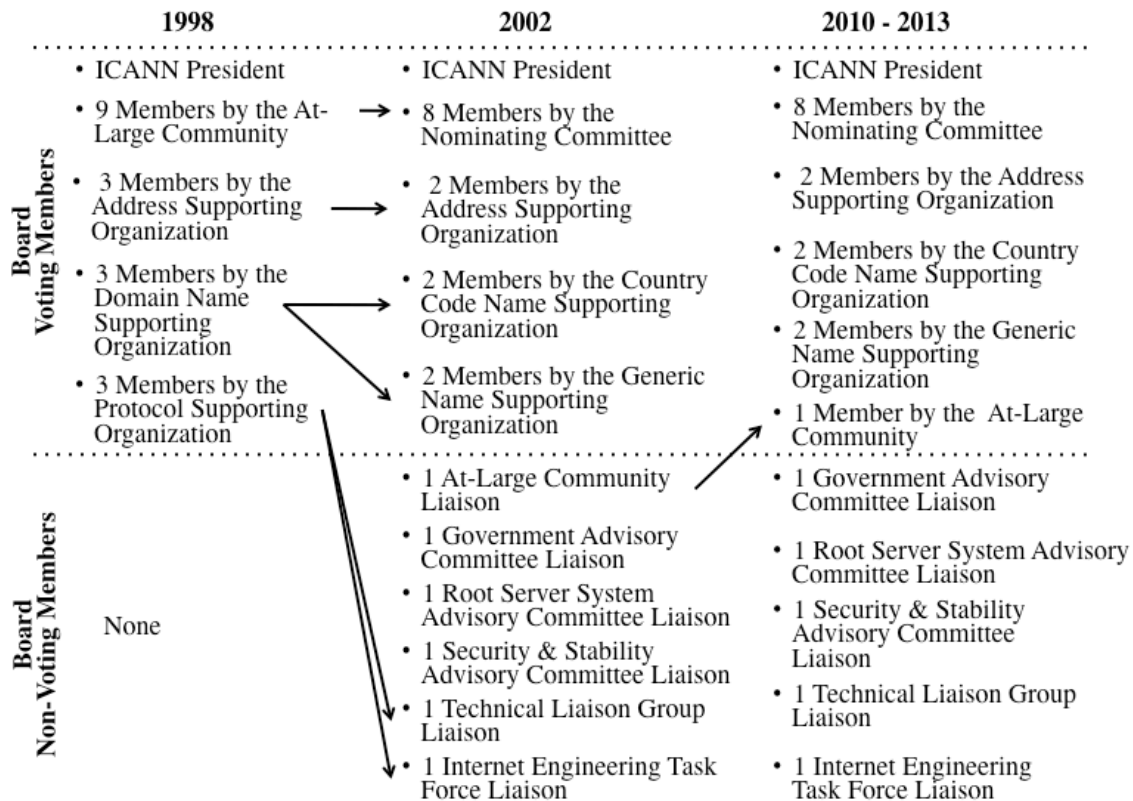 1998
2002
2010 - 2013
Board
Voting Members
• ICANN President
• 9 Members by the At-
Large Community
• 3 Members by the
Address Supporting
Organization
• 3 Members by the
Domain Name
Supporting
Organization
• 3 Members by the
Protocol Supporting
Organization
• ICANN President
• 8 Members by the
Nominating Committee
• 2 Members by the
Address Supporting
Organization
• 2 Members by the Country
Code Name Supporting
Organization
• 2 Members by the Generic
Name Supporting
Organization
• ICANN President
• 8 Members by the
Nominating Committee
• 2 Members by the Address
Supporting Organization
• 2 Members by the Country
Code Name Supporting
Organization
• 2 Members by the Generic
Name Supporting
Organization
• 1 Member by the At-Large
Community
Board
Non-Voting Members
None
• 1 At-Large Community
Liaison
• 1 Government Advisory
Committee Liaison
• 1 Root Server System
Advisory Committee Liaison
• 1 Security & Stability
Advisory Committee Liaison
• 1 Technical Liaison Group
Liaison
• 1 Internet Engineering Task
Force Liaison
• 1 Government Advisory
Committee Liaison
• 1 Root Server System Advisory
Committee Liaison
• 1 Security & Stability
Advisory Committee
Liaison
• 1 Technical Liaison Group
Liaison
• 1 Internet Engineering
Task Force Liaison